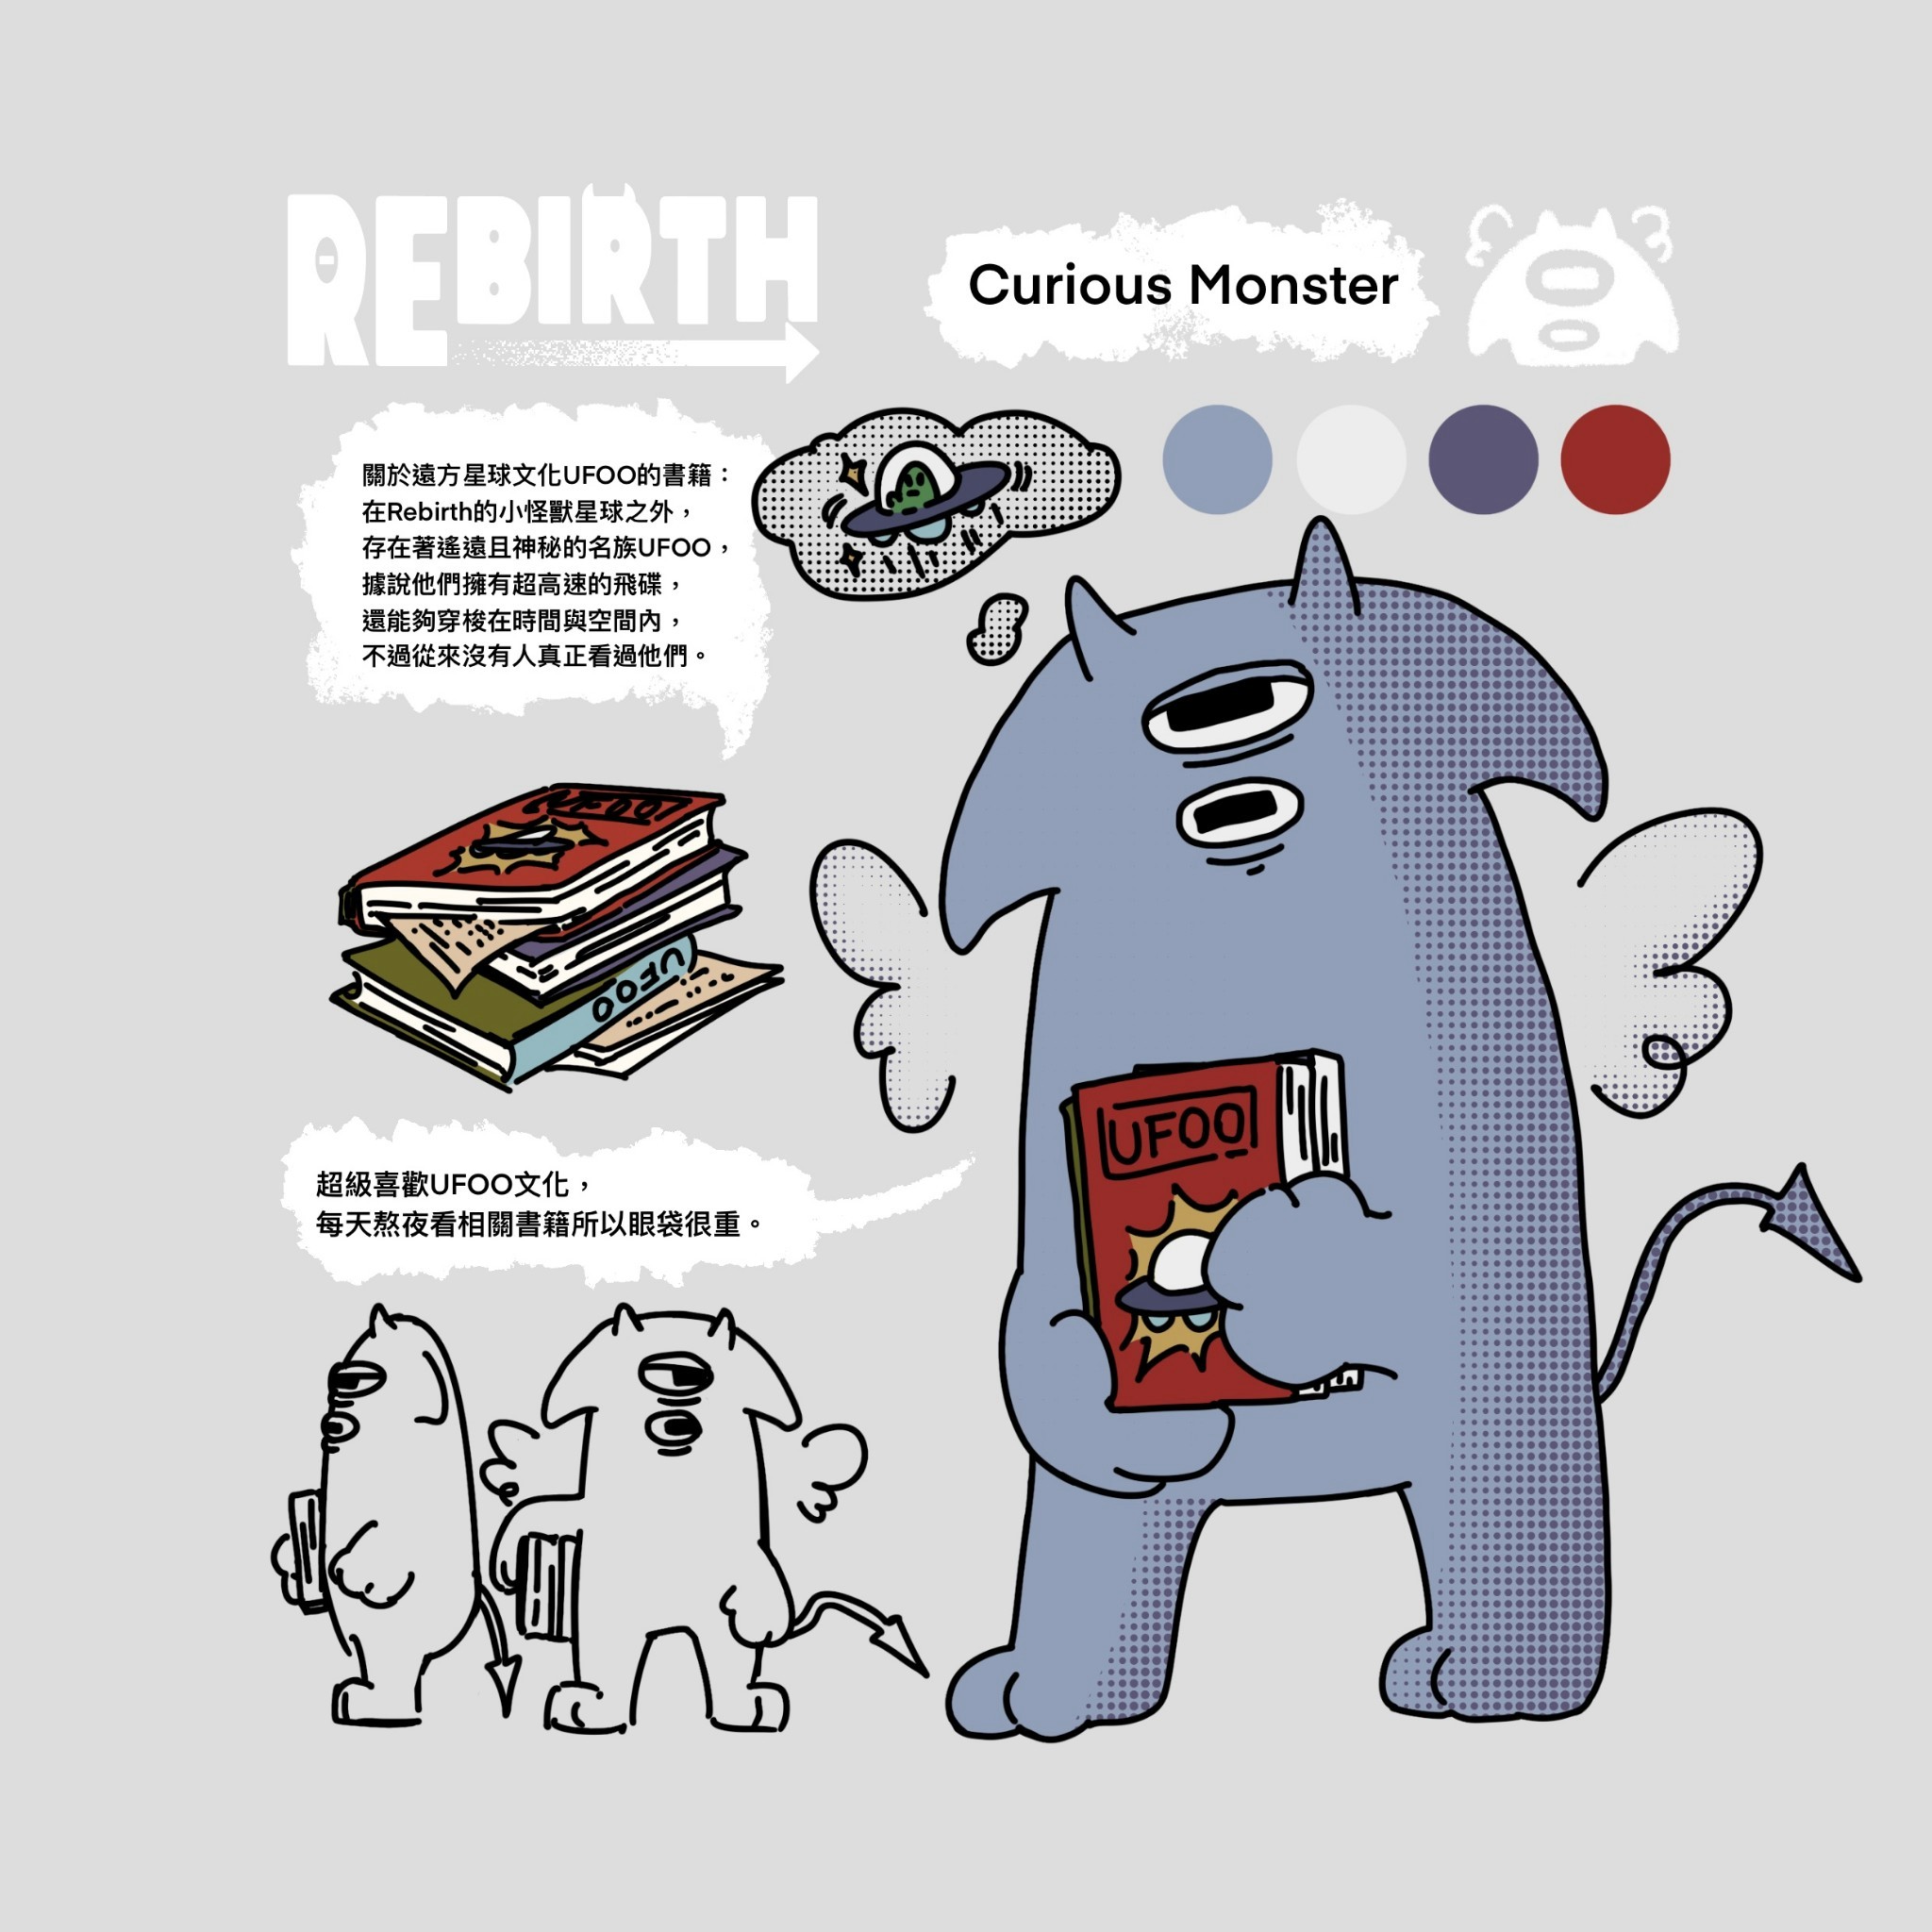 REBIRTH
Curious Monster
關於遠方星球文化UFOO的書籍：
在Rebirth的小怪獸星球之外，
存在著遙遠且神秘的名族UFOO，
據說他們擁有超高速的飛碟，
還能夠穿梭在時間與空間內，
不過從來沒有人真正看過他們。
UFOO
UFOO
UFOO
超級喜歡UFOO文化，
每天熬夜看相關書籍所以眼袋很重。